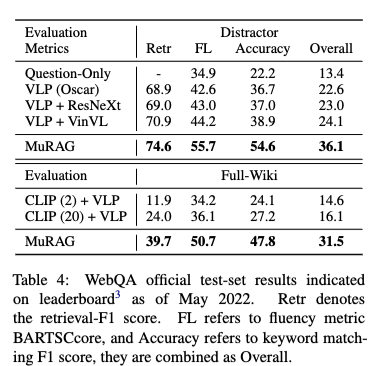 Evaluation Distractor
Metrics Retr FL Accuracy Overall
Question-Only - 34.9 22.2 13.4
VLP (Oscar) 68.9 42.6 36.7 22.6
VLP + ResNeXt 69.0 43.0 37.0 23.0
VLP + VinVL 70.9 44.2 38.9 24.1
MuRAG 74.6 55.7 54.6 36.1
Evaluation Full-Wiki
CLIP (2) + VLP 11.9 34.2 24.1 14.6
CLIP (20) + VLP 24.0 36.1 27.2 16.1
MuRAG 39.7 50.7 47.8 31.5
Table 4: WebQA official test-set results indicated
on leaderboard3 as of May 2022. Retr denotes
the retrieval-F1 score. FL refers to fluency metric
BARTSCcore, and Accuracy refers to keyword match-
ing F1 score, they are combined as Overall.